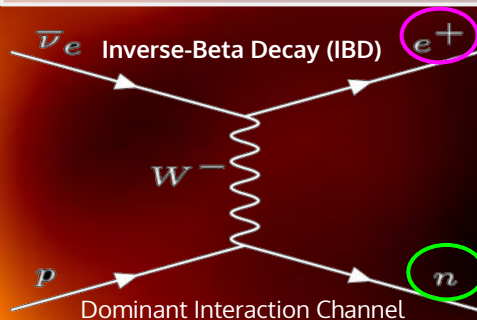 ν̅ₑ Inverse-Beta Decay (IBD) e⁺
W⁻
p n
Dominant Interaction Channel